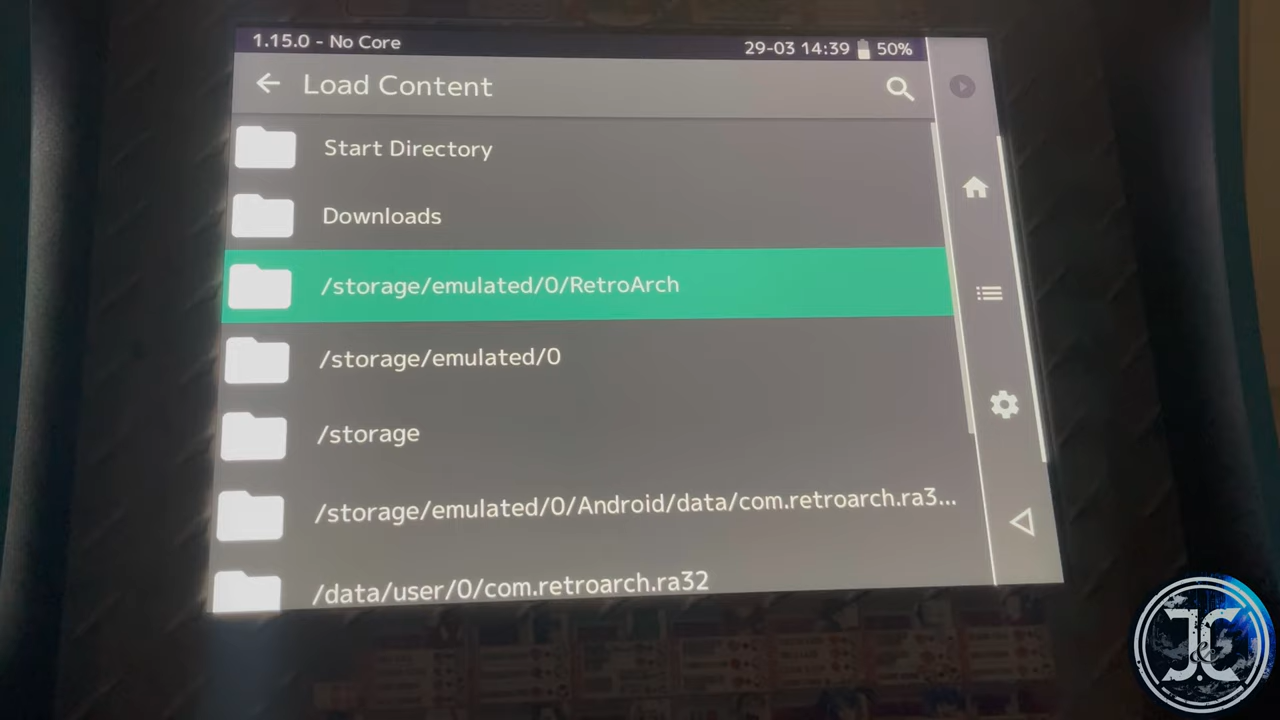 1.15.0 - No Core
29-03 14:39 50%
Load Content
Start Directory
Downloads
/storage/emulated/0/RetroArch
/storage/emulated/0
/storage
/storage/emulated/0/Android/data/com.retroarch.ra3...
/data/user/0/com.retroarch.ra32
J&C